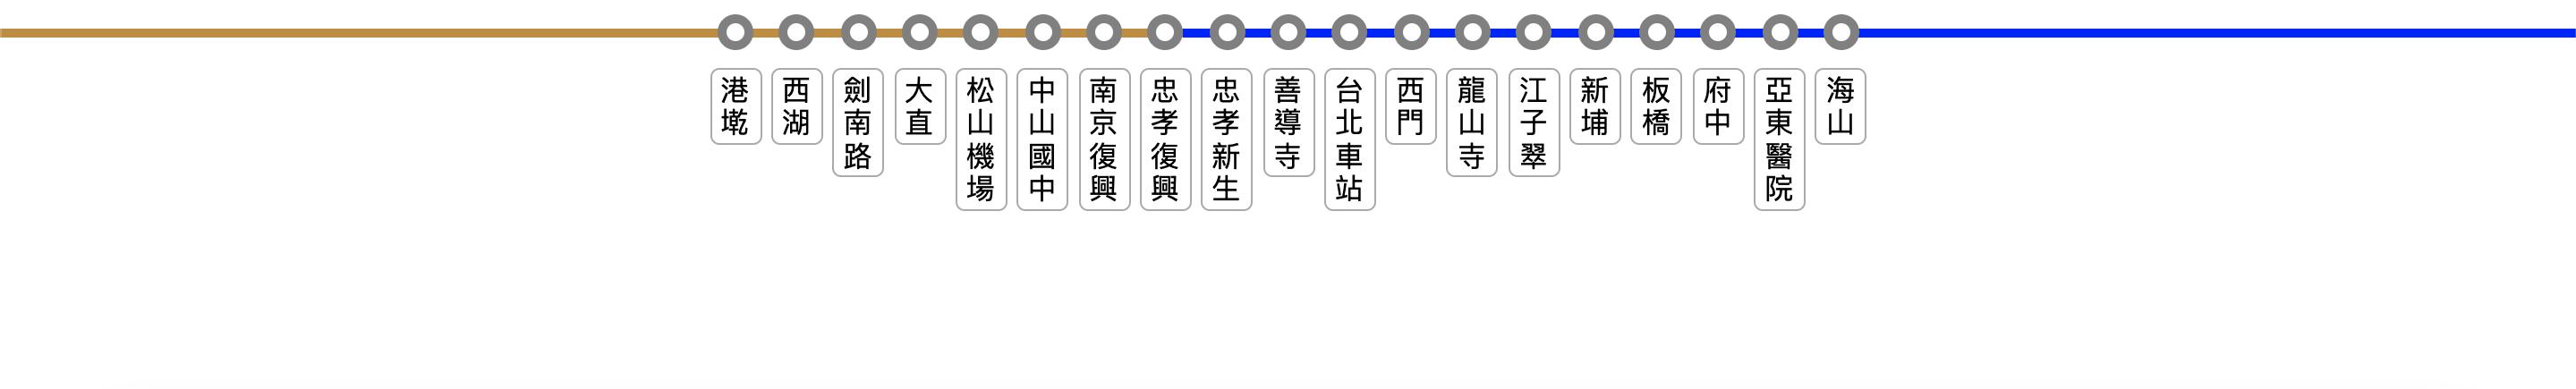 港墘
西湖
劍南路
大直
松山機場
中山國中
南京復興
忠孝復興
忠孝新生
善導寺
台北車站
西門
龍山寺
江子翠
新埔
板橋
府中
亞東醫院
海山